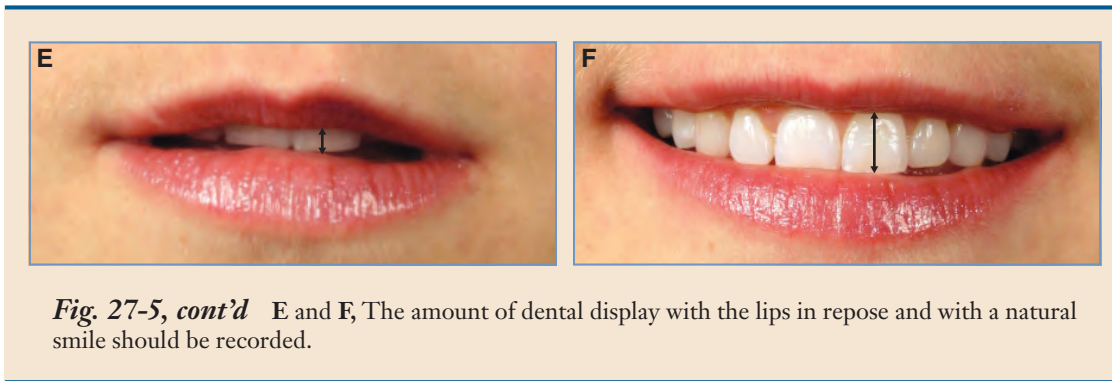 E
F
Fig. 27-5, cont’d E and F, The amount of dental display with the lips in repose and with a natural
smile should be recorded.